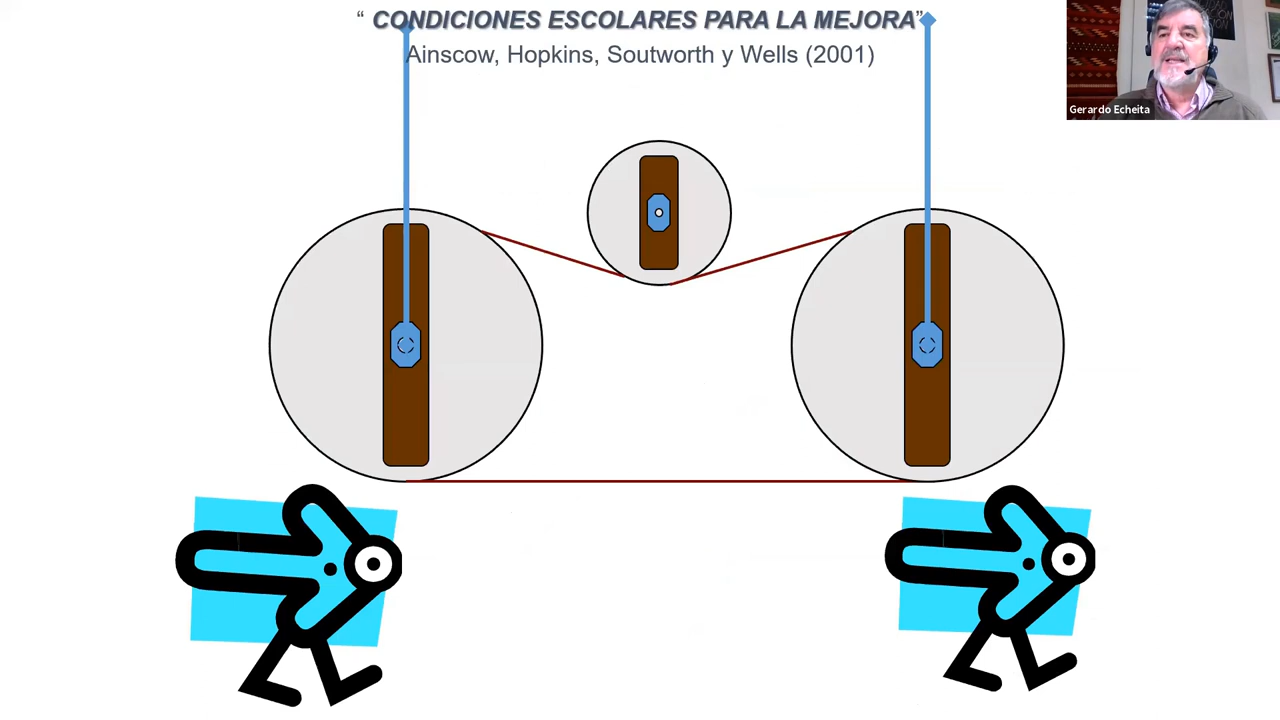 “ CONDICIONES ESCOLARES PARA LA MEJORA”
Ainscow, Hopkins, Soutworth y Wells (2001)
Gerardo Echeita